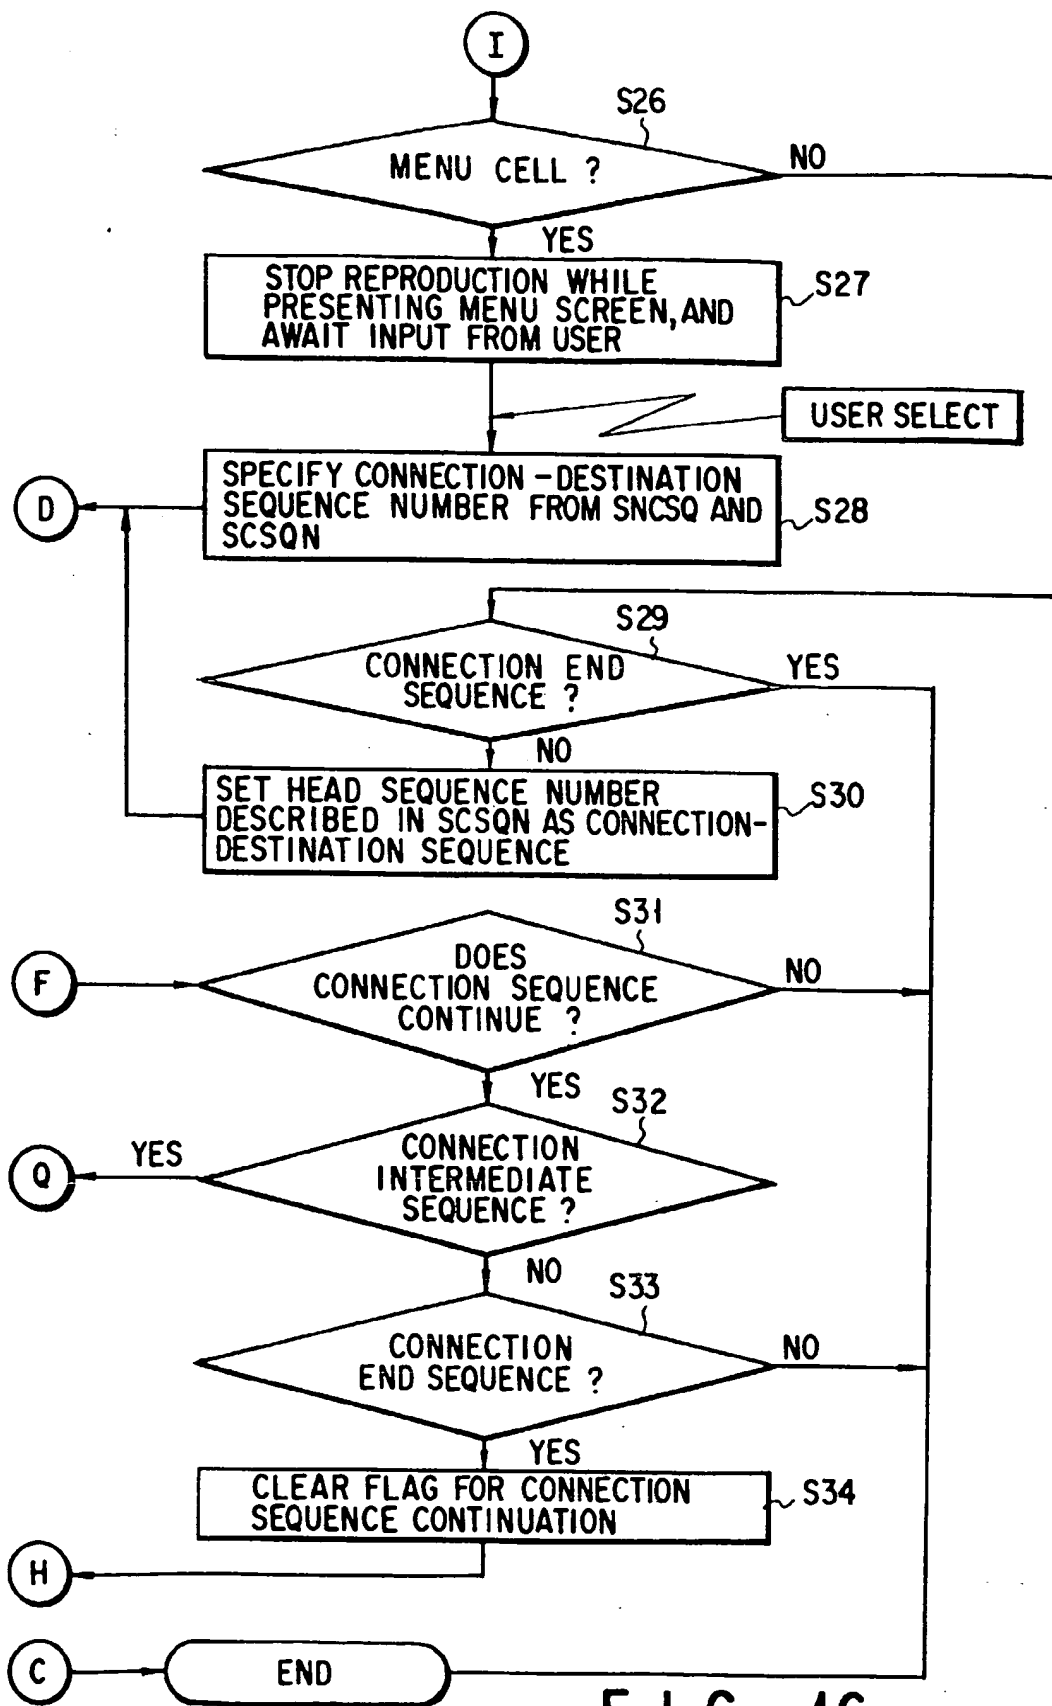 I
S26
MENU CELL ?
NO
YES
STOP REPRODUCTION WHILE
PRESENTING MENU SCREEN, AND
AWAIT INPUT FROM USER
S27
USER SELECT
SPECIFY CONNECTION-DESTINATION
SEQUENCE NUMBER FROM SNCSQ AND
SCSQN
S28
D
S29
CONNECTION END
SEQUENCE ?
YES
NO
SET HEAD SEQUENCE NUMBER
DESCRIBED IN SCSQN AS CONNECTION-
DESTINATION SEQUENCE
S30
S31
F
DOES
CONNECTION SEQUENCE
CONTINUE ?
NO
YES
S32
Q
YES
CONNECTION
INTERMEDIATE
SEQUENCE ?
NO
S33
CONNECTION
END SEQUENCE ?
NO
YES
CLEAR FLAG FOR CONNECTION
SEQUENCE CONTINUATION
S34
H
C
END
FIG. 46